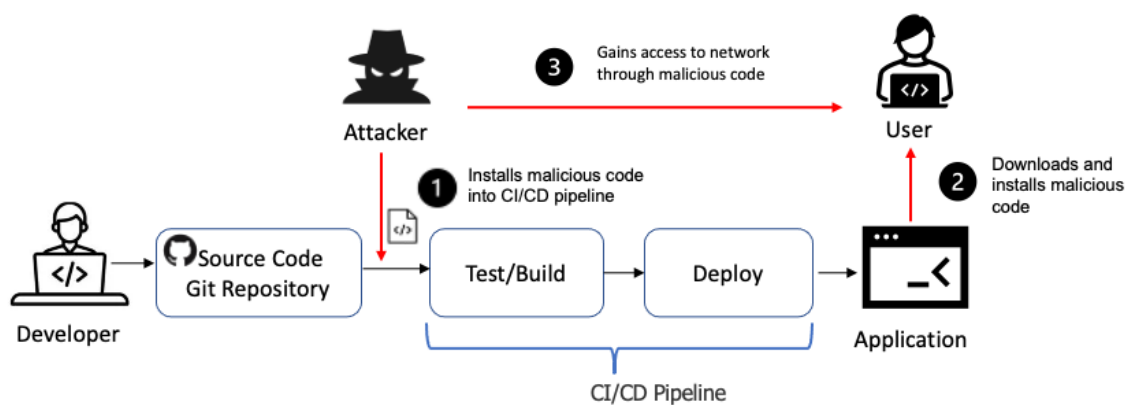 3
Gains access to network
through malicious code
</>
Attacker
User
1
Installs malicious code
into CI/CD pipeline
2
Downloads and
installs malicious
code
</>
</>
Source Code
Git Repository
Test/Build
Deploy
Developer
Application
CI/CD Pipeline